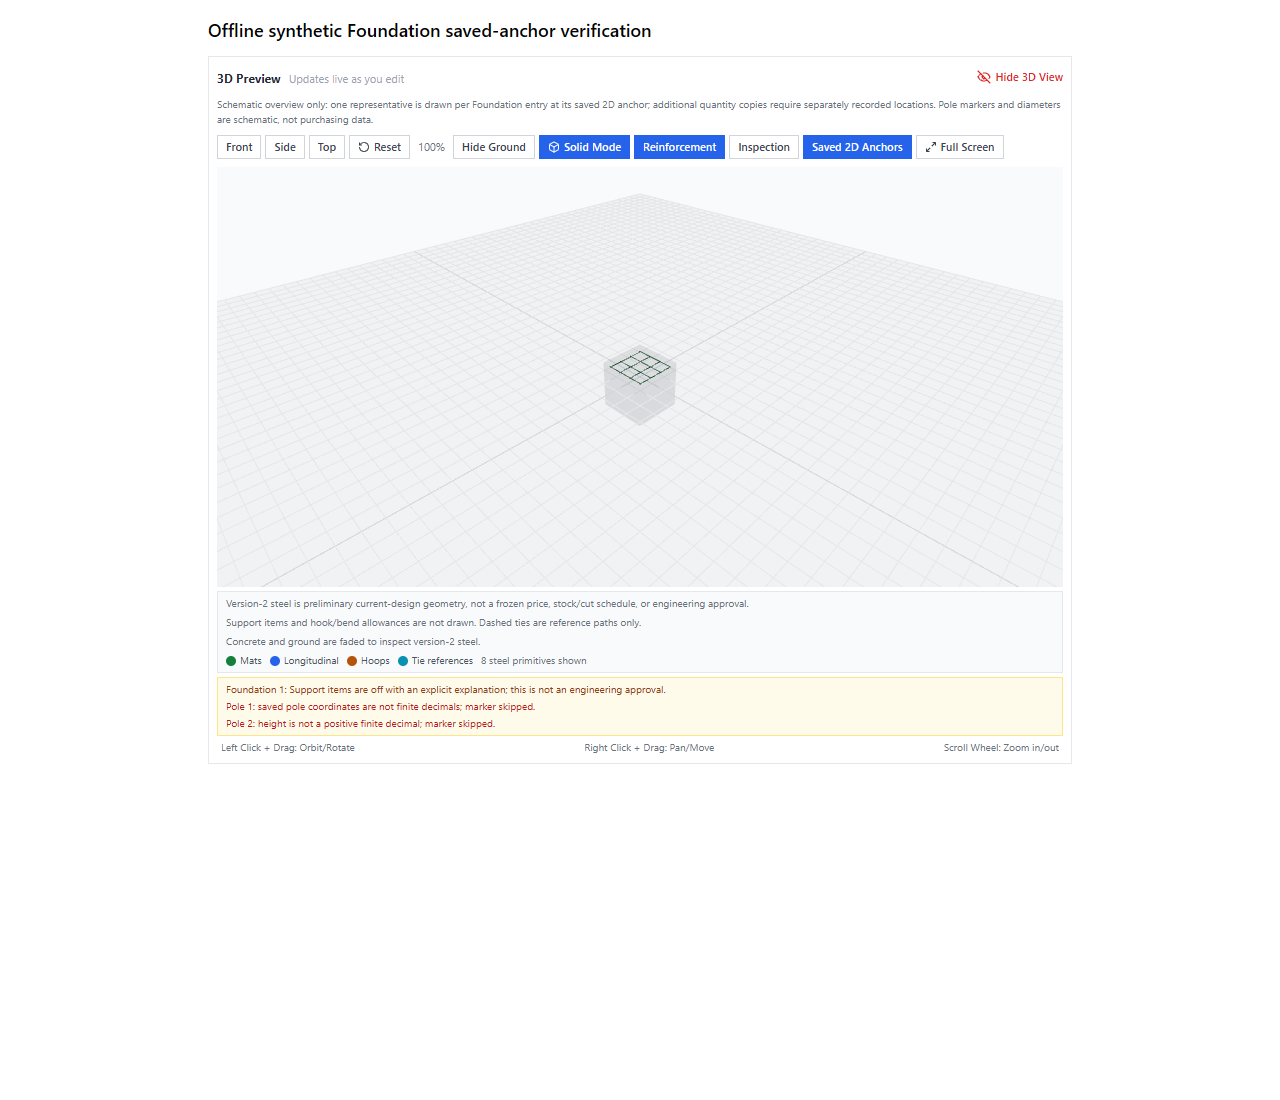 Offline synthetic Foundation saved-anchor verification
3D Preview Updates live as you edit
Hide 3D View
Schematic overview only: one representative is drawn per Foundation entry at its saved 2D anchor; additional quantity copies require separately recorded locations. Pole markers and diameters
are schematic, not purchasing data.
Front Side Top Reset 100% Hide Ground Solid Mode Reinforcement Inspection Saved 2D Anchors Full Screen
Version-2 steel is preliminary current-design geometry, not a frozen price, stock/cut schedule, or engineering approval.
Support items and hook/bend allowances are not drawn. Dashed ties are reference paths only.
Concrete and ground are faded to inspect version-2 steel.
Mats Longitudinal Hoops Tie references 8 steel primitives shown
Foundation 1: Support items are off with an explicit explanation; this is not an engineering approval.
Pole 1: saved pole coordinates are not finite decimals; marker skipped.
Pole 2: height is not a positive finite decimal; marker skipped.
Left Click + Drag: Orbit/Rotate Right Click + Drag: Pan/Move Scroll Wheel: Zoom in/out